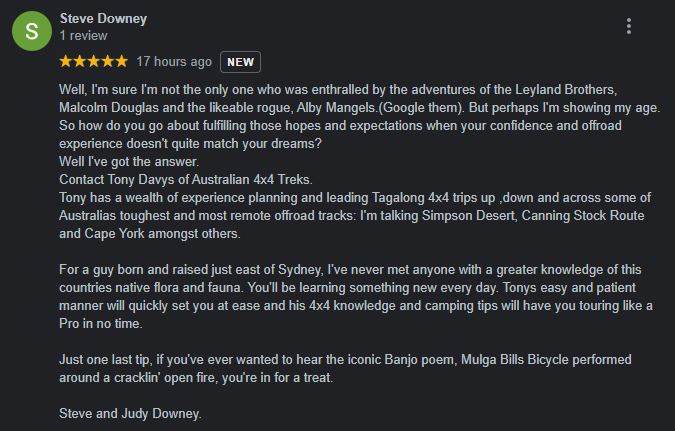 S
Steve Downey
1 review
★★★★★ 17 hours ago NEW
Well, I'm sure I'm not the only one who was enthralled by the adventures of the Leyland Brothers,
Malcolm Douglas and the likeable rogue, Alby Mangels.(Google them). But perhaps I'm showing my age.
So how do you go about fulfilling those hopes and expectations when your confidence and offroad
experience doesn't quite match your dreams?
Well I've got the answer.
Contact Tony Davys of Australian 4x4 Treks.
Tony has a wealth of experience planning and leading Tagalong 4x4 trips up ,down and across some of
Australias toughest and most remote offroad tracks: I'm talking Simpson Desert, Canning Stock Route
and Cape York amongst others.

For a guy born and raised just east of Sydney, I've never met anyone with a greater knowledge of this
countries native flora and fauna. You'll be learning something new every day. Tonys easy and patient
manner will quickly set you at ease and his 4x4 knowledge and camping tips will have you touring like a
Pro in no time.

Just one last tip, if you've ever wanted to hear the iconic Banjo poem, Mulga Bills Bicycle performed
around a cracklin' open fire, you're in for a treat.

Steve and Judy Downey.